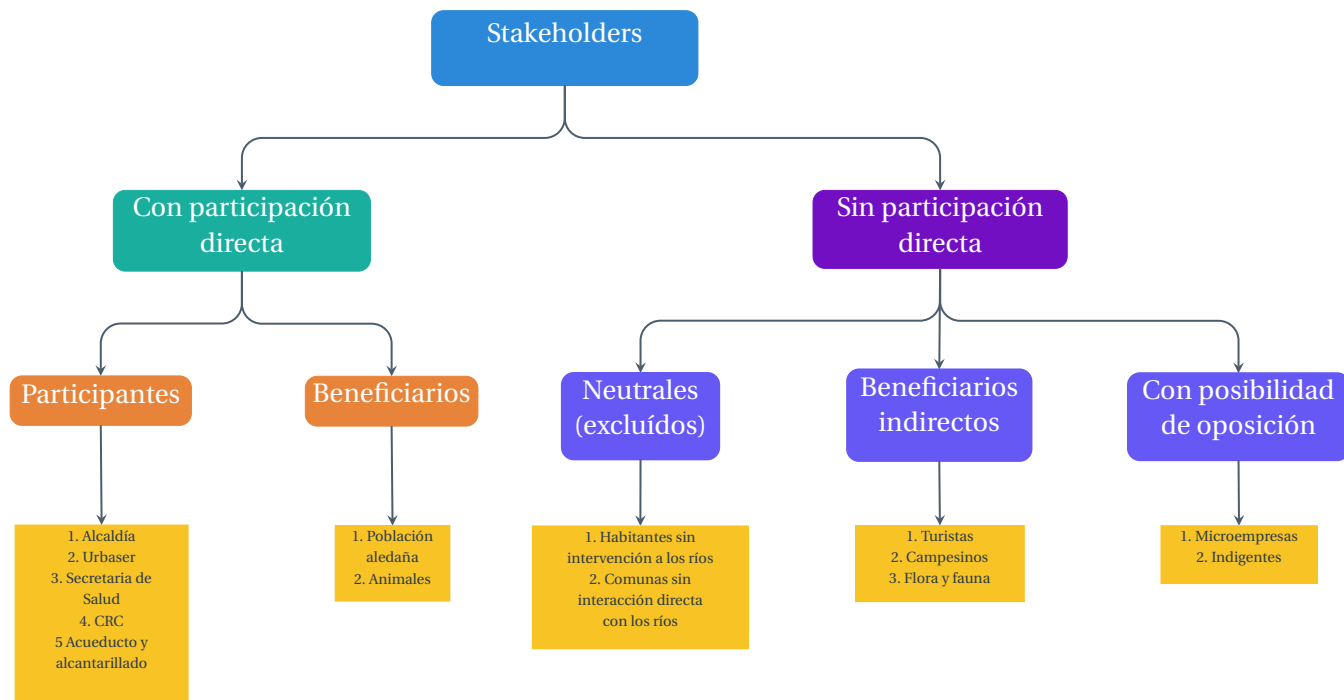 Stakeholders
Con participación
directa
Sin participación
directa
Participantes
Beneficiarios
Neutrales
(excluídos)
Beneficiarios
indirectos
Con posibilidad
de oposición
1. Alcaldía
2. Urbaser
3. Secretaria de
Salud
4. CRC
5 Acueducto y
alcantarillado
1. Población
aledaña
2. Animales
1. Habitantes sin
intervención a los ríos
2. Comunas sin
interacción directa
con los ríos
1. Turistas
2. Campesinos
3. Flora y fauna
1. Microempresas
2. Indigentes